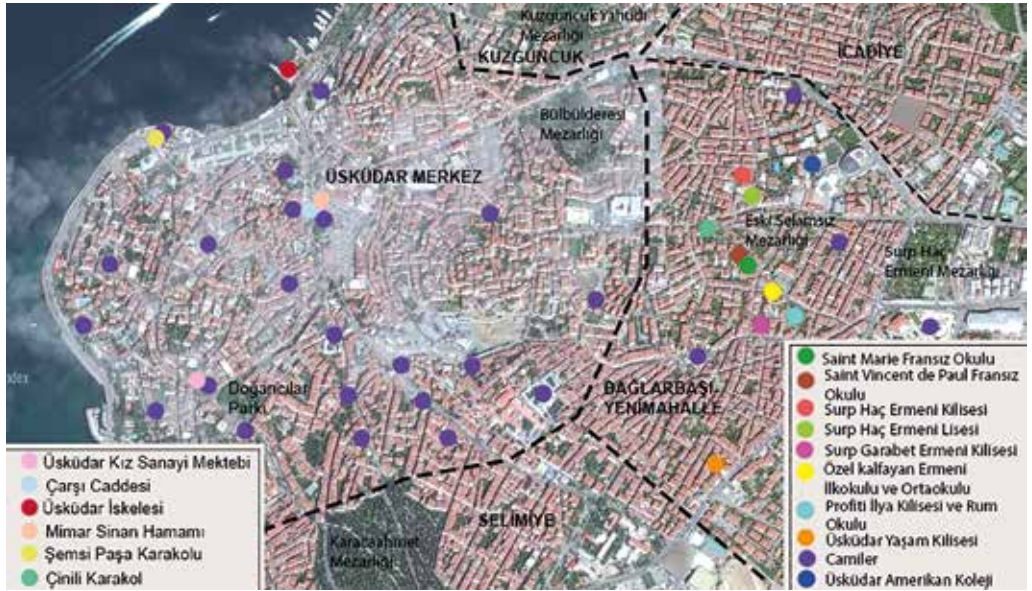 Kuzguncuk Yahudi
Mezarlığı
KUZGUNCUK
İCADİYE
Bülbülderesi
Mezarlığı
ÜSKÜDAR MERKEZ
Eski Selamsız
Mezarlığı
Surp Haç
Ermeni Mezarlığı
Doğancılar
Parkı
BAĞLARBAŞI-
YENİMAHALLE
SELİMİYE
Karacaahmet
Mezarlığı
Üsküdar Kız Sanayi Mektebi
Çarşı Caddesi
Üsküdar İskelesi
Mimar Sinan Hamamı
Şemsi Paşa Karakolu
Çinili Karakol
Saint Marie Fransız Okulu
Saint Vincent de Paul Fransız
Okulu
Surp Haç Ermeni Kilisesi
Surp Haç Ermeni Lisesi
Surp Garabet Ermeni Kilisesi
Özel kalfayan Ermeni
İlkokulu ve Ortaokulu
Profiti İlya Kilisesi ve Rum
Okulu
Üsküdar Yaşam Kilisesi
Camiler
Üsküdar Amerikan Koleji